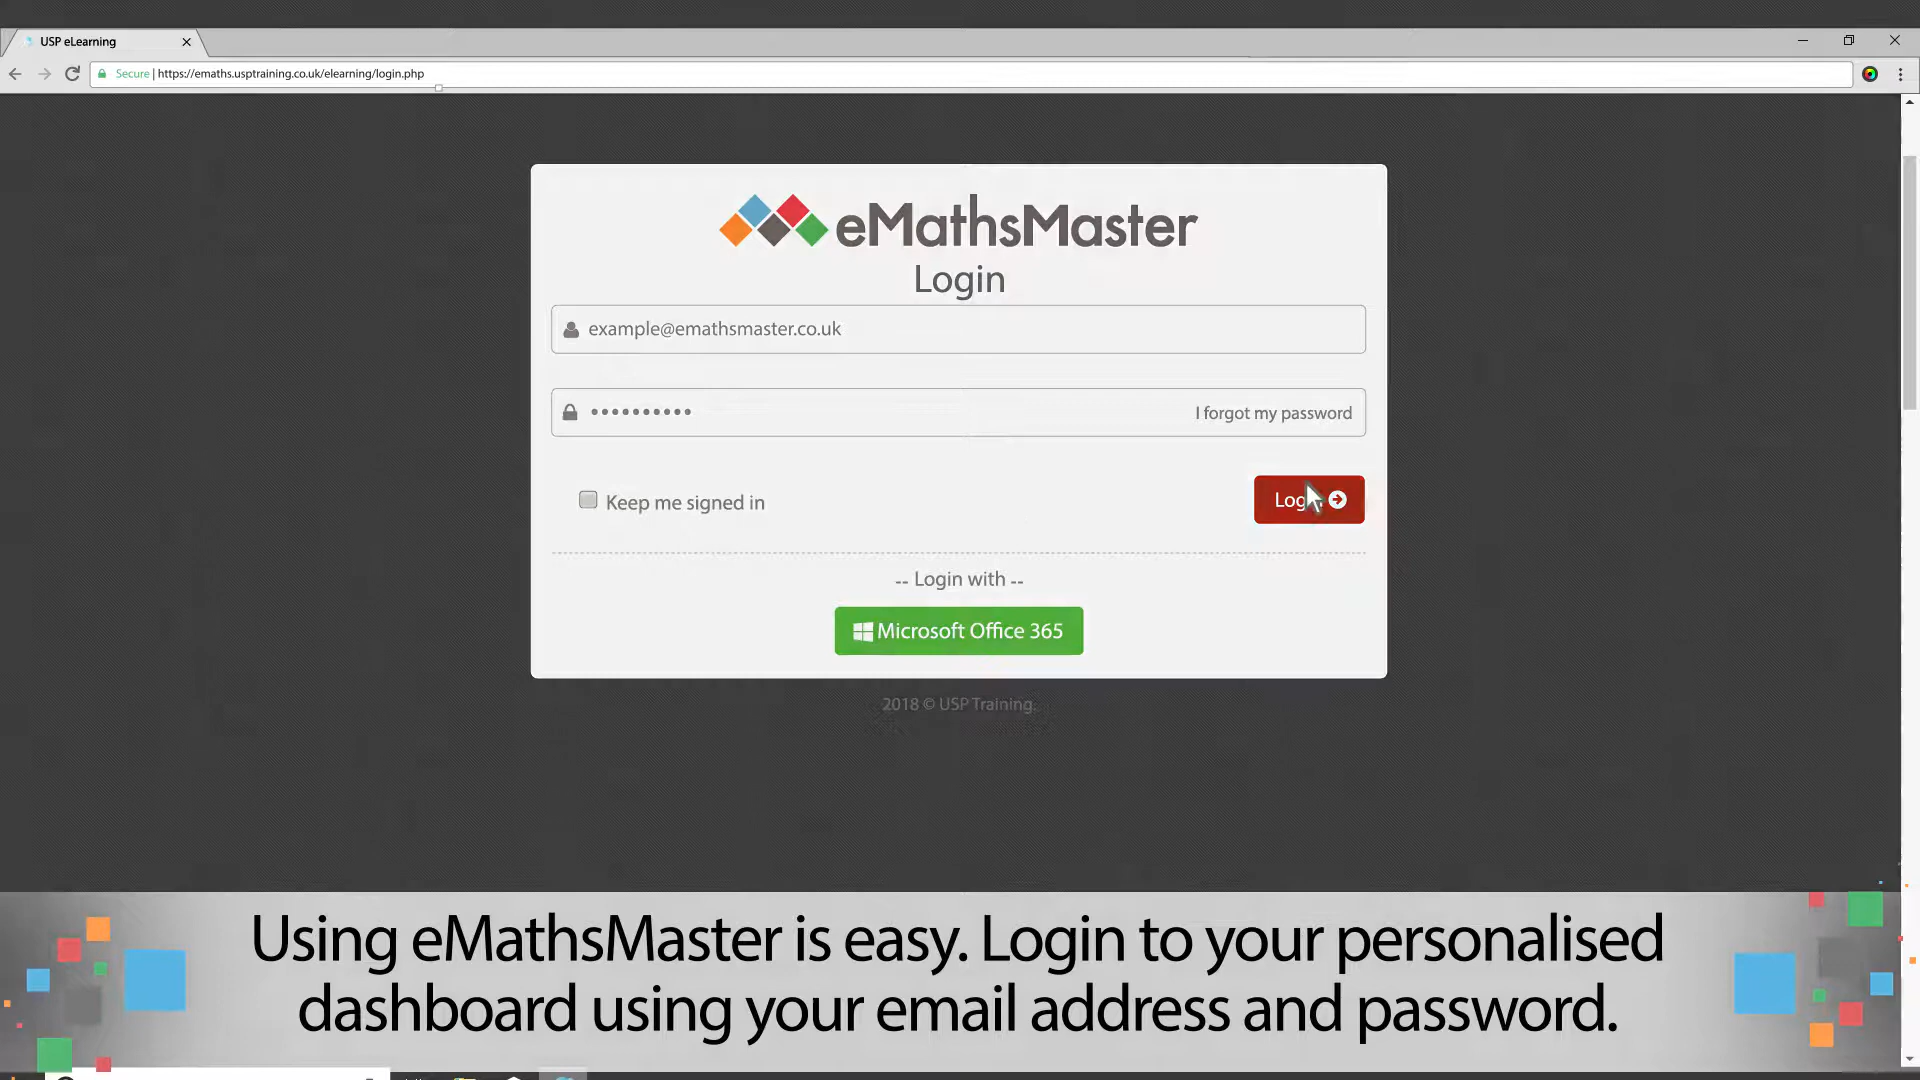 USP eLearning
Secure | https://emaths.usptraining.co.uk/elearning/login.php
eMathsMaster
Login
example@emathsmaster.co.uk
I forgot my password
Keep me signed in
-- Login with --
Microsoft Office 365
2018 © USP Training.
Using eMathsMaster is easy. Login to your personalised
dashboard using your email address and password.